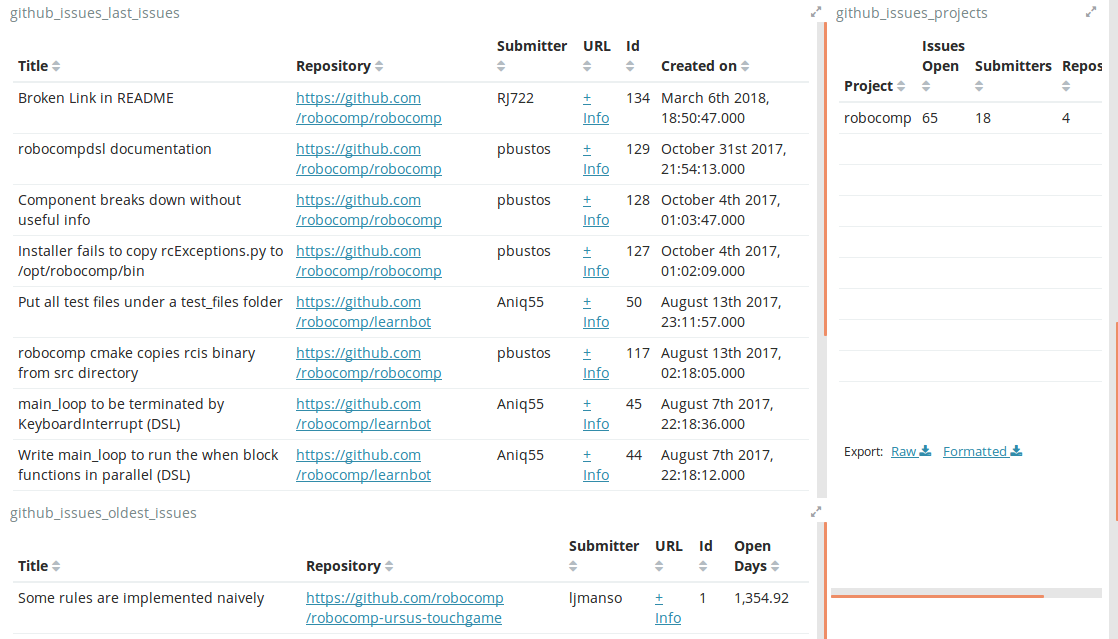 github_issues_last_issues
Title Repository Submitter URL Id Created on
Broken Link in README https://github.com RJ722 + 134 March 6th 2018,
/robocomp/robocomp Info 18:50:47.000
robocompdsl documentation https://github.com pbustos + 129 October 31st 2017,
/robocomp/robocomp Info 21:54:13.000
Component breaks down without https://github.com pbustos + 128 October 4th 2017,
useful info /robocomp/robocomp Info 01:03:47.000
Installer fails to copy rcExceptions.py to https://github.com pbustos + 127 October 4th 2017,
/opt/robocomp/bin /robocomp/robocomp Info 01:02:09.000
Put all test files under a test_files folder https://github.com Aniq55 + 50 August 13th 2017,
/robocomp/learnbot Info 23:11:57.000
robocomp cmake copies rcis binary https://github.com pbustos + 117 August 13th 2017,
from src directory /robocomp/robocomp Info 02:18:05.000
main_loop to be terminated by https://github.com Aniq55 + 45 August 7th 2017,
KeyboardInterrupt (DSL) /robocomp/learnbot Info 22:18:36.000
Write main_loop to run the when block https://github.com Aniq55 + 44 August 7th 2017,
functions in parallel (DSL) /robocomp/learnbot Info 22:18:12.000
github_issues_projects
Issues
Project Open Submitters Repos
robocomp 65 18 4
Export: Raw Formatted
github_issues_oldest_issues
Submitter URL Id Open
Title Repository Days
Some rules are implemented naively https://github.com/robocomp ljmanso + 1 1,354.92
/robocomp-ursus-touchgame Info